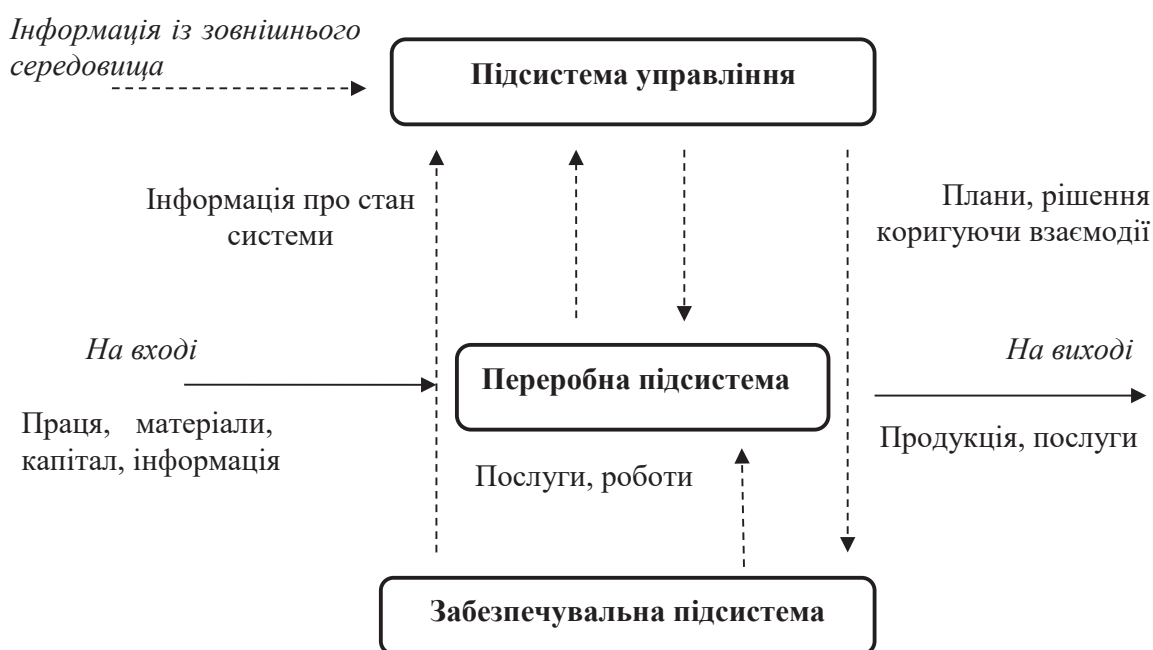 Інформація із зовнішнього
середовища
Підсистема управління
Інформація про стан
системи
Плани, рішення
коригуючи взаємодії
На вході
Праця, матеріали,
капітал, інформація
Переробна підсистема
На виході
Продукція, послуги
Послуги, роботи
Забезпечувальна підсистема